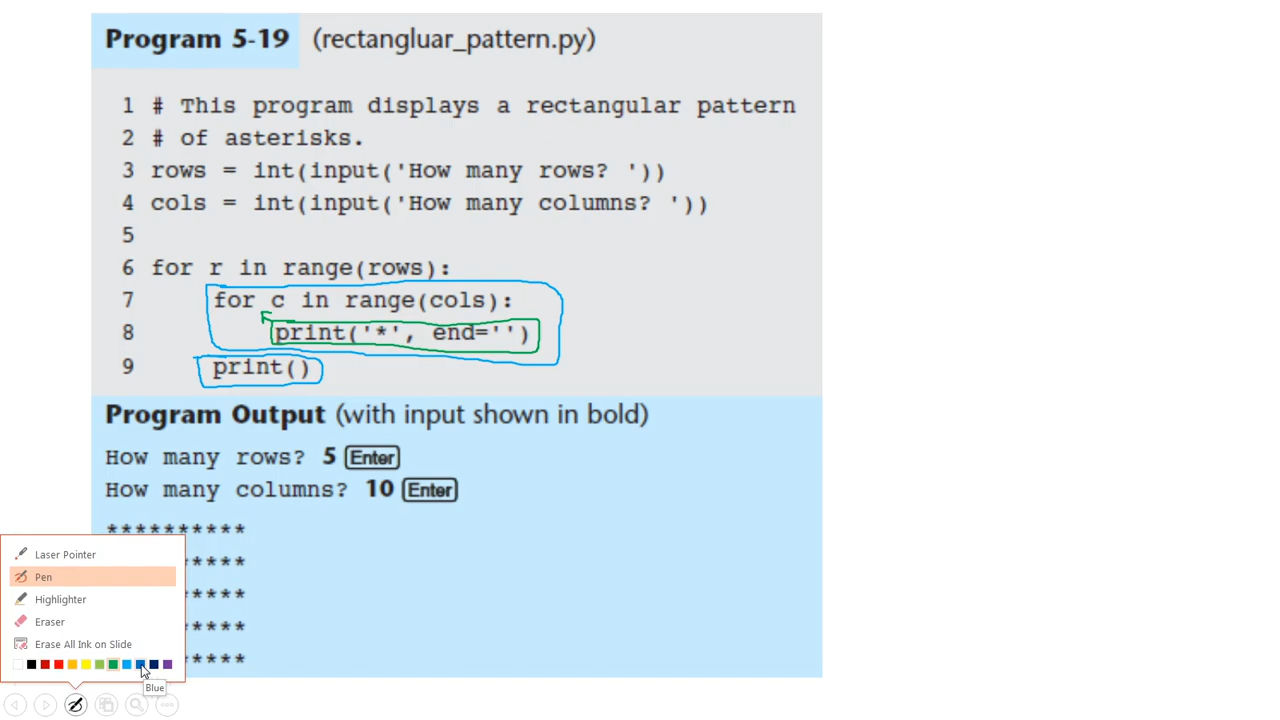 Program 5-19 (rectangluar_pattern.py)
1 # This program displays a rectangular pattern
2 # of asterisks.
3 rows = int(input('How many rows? '))
4 cols = int(input('How many columns? '))
5
6 for r in range(rows):
7 for c in range(cols):
8 print('*', end='')
9 print()
Program Output (with input shown in bold)
How many rows? 5 Enter
How many columns? 10 Enter
**********
*****
*****
*****
*****
Laser Pointer
Pen
Highlighter
Eraser
Erase All Ink on Slide
Blue